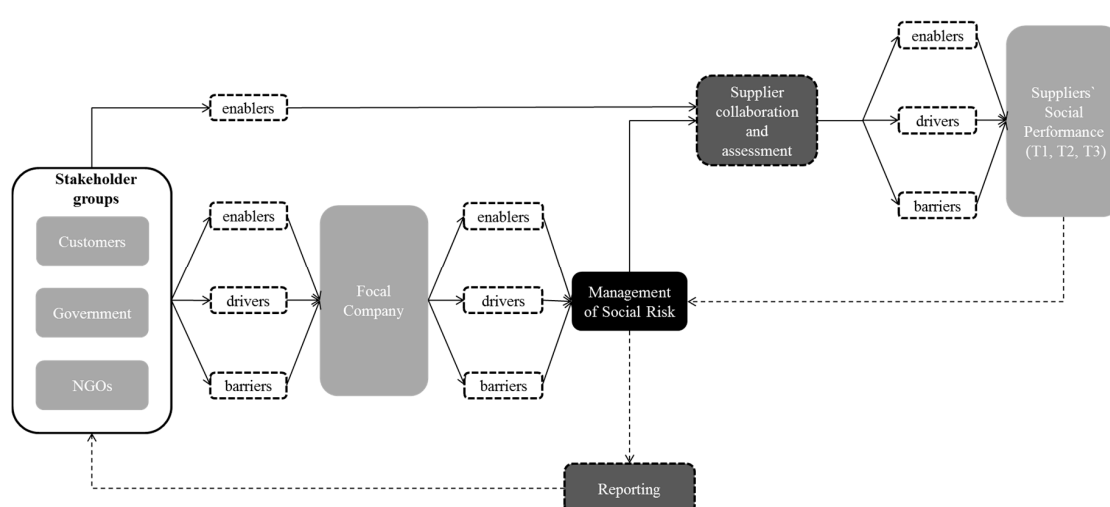 enablers
Supplier
collaboration
and
assessment
enablers
drivers
barriers
Suppliers`
Social
Performance
(T1, T2, T3)
Stakeholder
groups
Customers
Government
NGOs
enablers
drivers
barriers
Focal
Company
enablers
drivers
barriers
Management
of Social Risk
Reporting